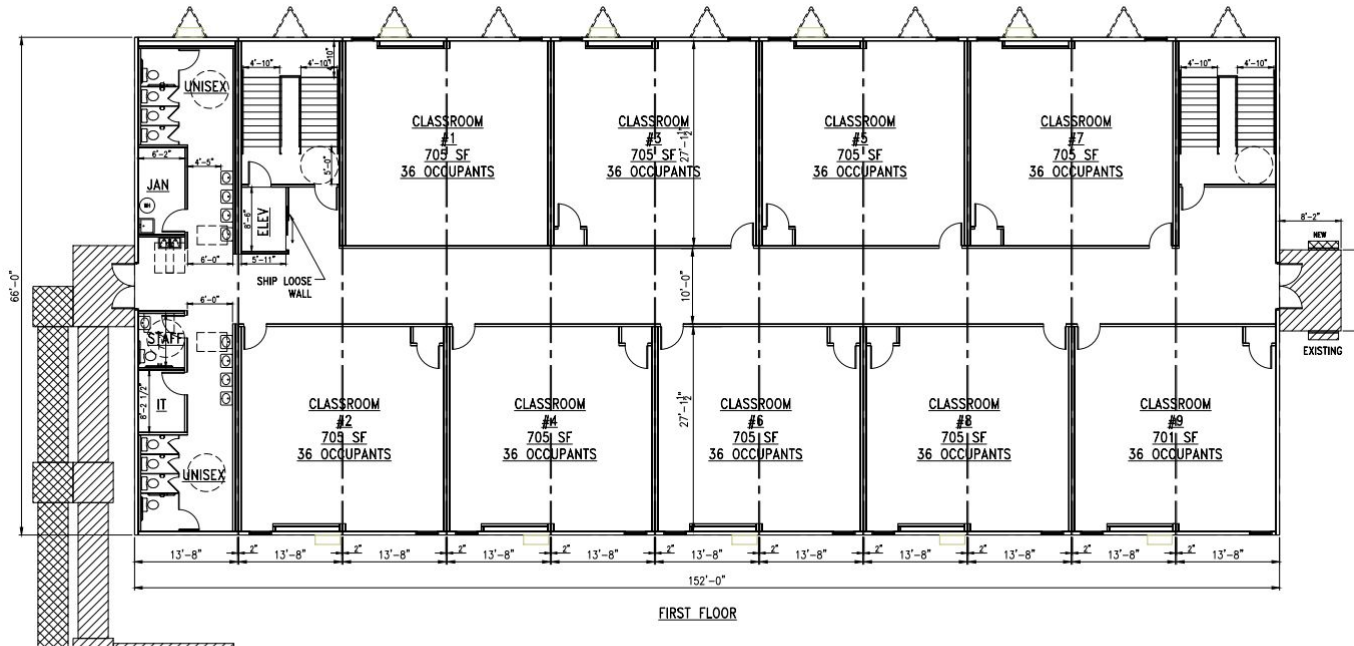 4'-10"
4'-10"
4'-10"
4'-10"
4'-10"
UNISEX
CLASSROOM
#1
705 SF
36 OCCUPANTS
CLASSROOM
#3
705 SF
36 OCCUPANTS
27'-1½"
CLASSROOM
#5
705 SF
36 OCCUPANTS
CLASSROOM
#7
705 SF
36 OCCUPANTS
6'-2"
4'-5"
5'-0"
JAN
WH
8'-6"
ELEV
5'-11"
6'-0"
SHIP LOOSE
WALL
8'-2"
NEW
66'-0"
10'-0"
6'-0"
STAFF
EXISTING
8'-2 1/2"
IT
UNISEX
CLASSROOM
#2
705 SF
36 OCCUPANTS
CLASSROOM
#4
705 SF
36 OCCUPANTS
27'-1½"
CLASSROOM
#6
705 SF
36 OCCUPANTS
CLASSROOM
#8
705 SF
36 OCCUPANTS
CLASSROOM
#9
701 SF
36 OCCUPANTS
13'-8" 2" 13'-8" 2" 13'-8" 2" 13'-8" 2" 13'-8" 2" 13'-8" 2" 13'-8" 2" 13'-8" 2" 13'-8" 2" 13'-8" 2" 13'-8"
152'-0"
FIRST FLOOR